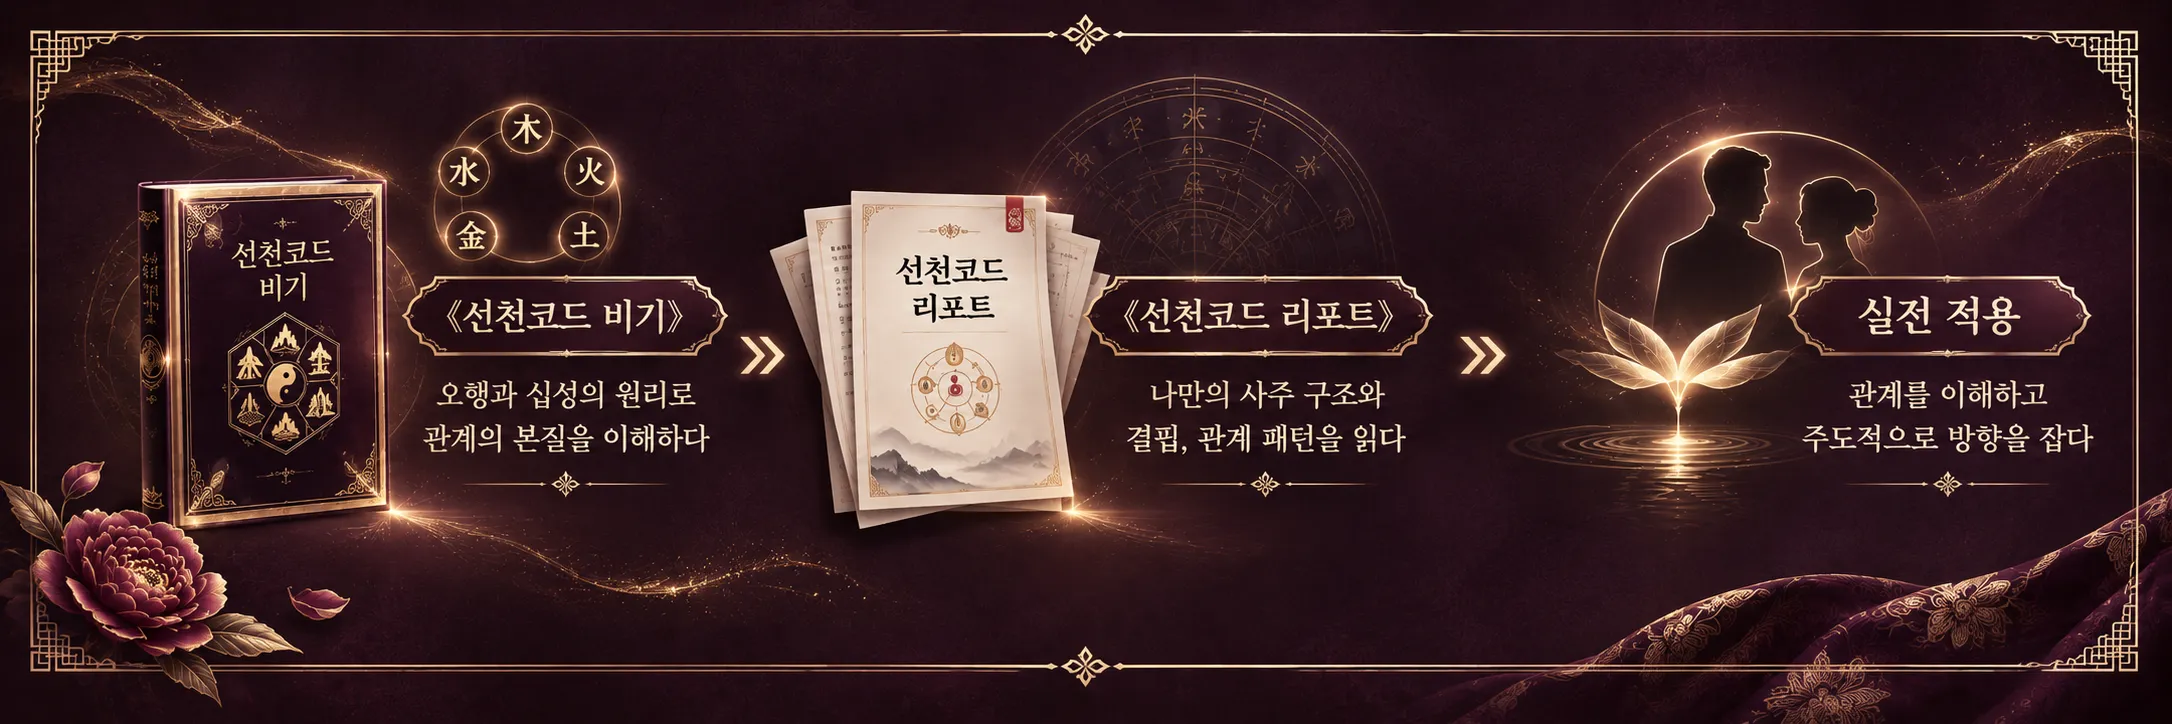 선천코드
비기
木
水
火
金
土
《선천코드 비기》
오행과 십성의 원리로
관계의 본질을 이해하다
선천코드
리포트
《선천코드 리포트》
나만의 사주 구조와
결핍, 관계 패턴을 읽다
실전 적용
관계를 이해하고
주도적으로 방향을 잡다